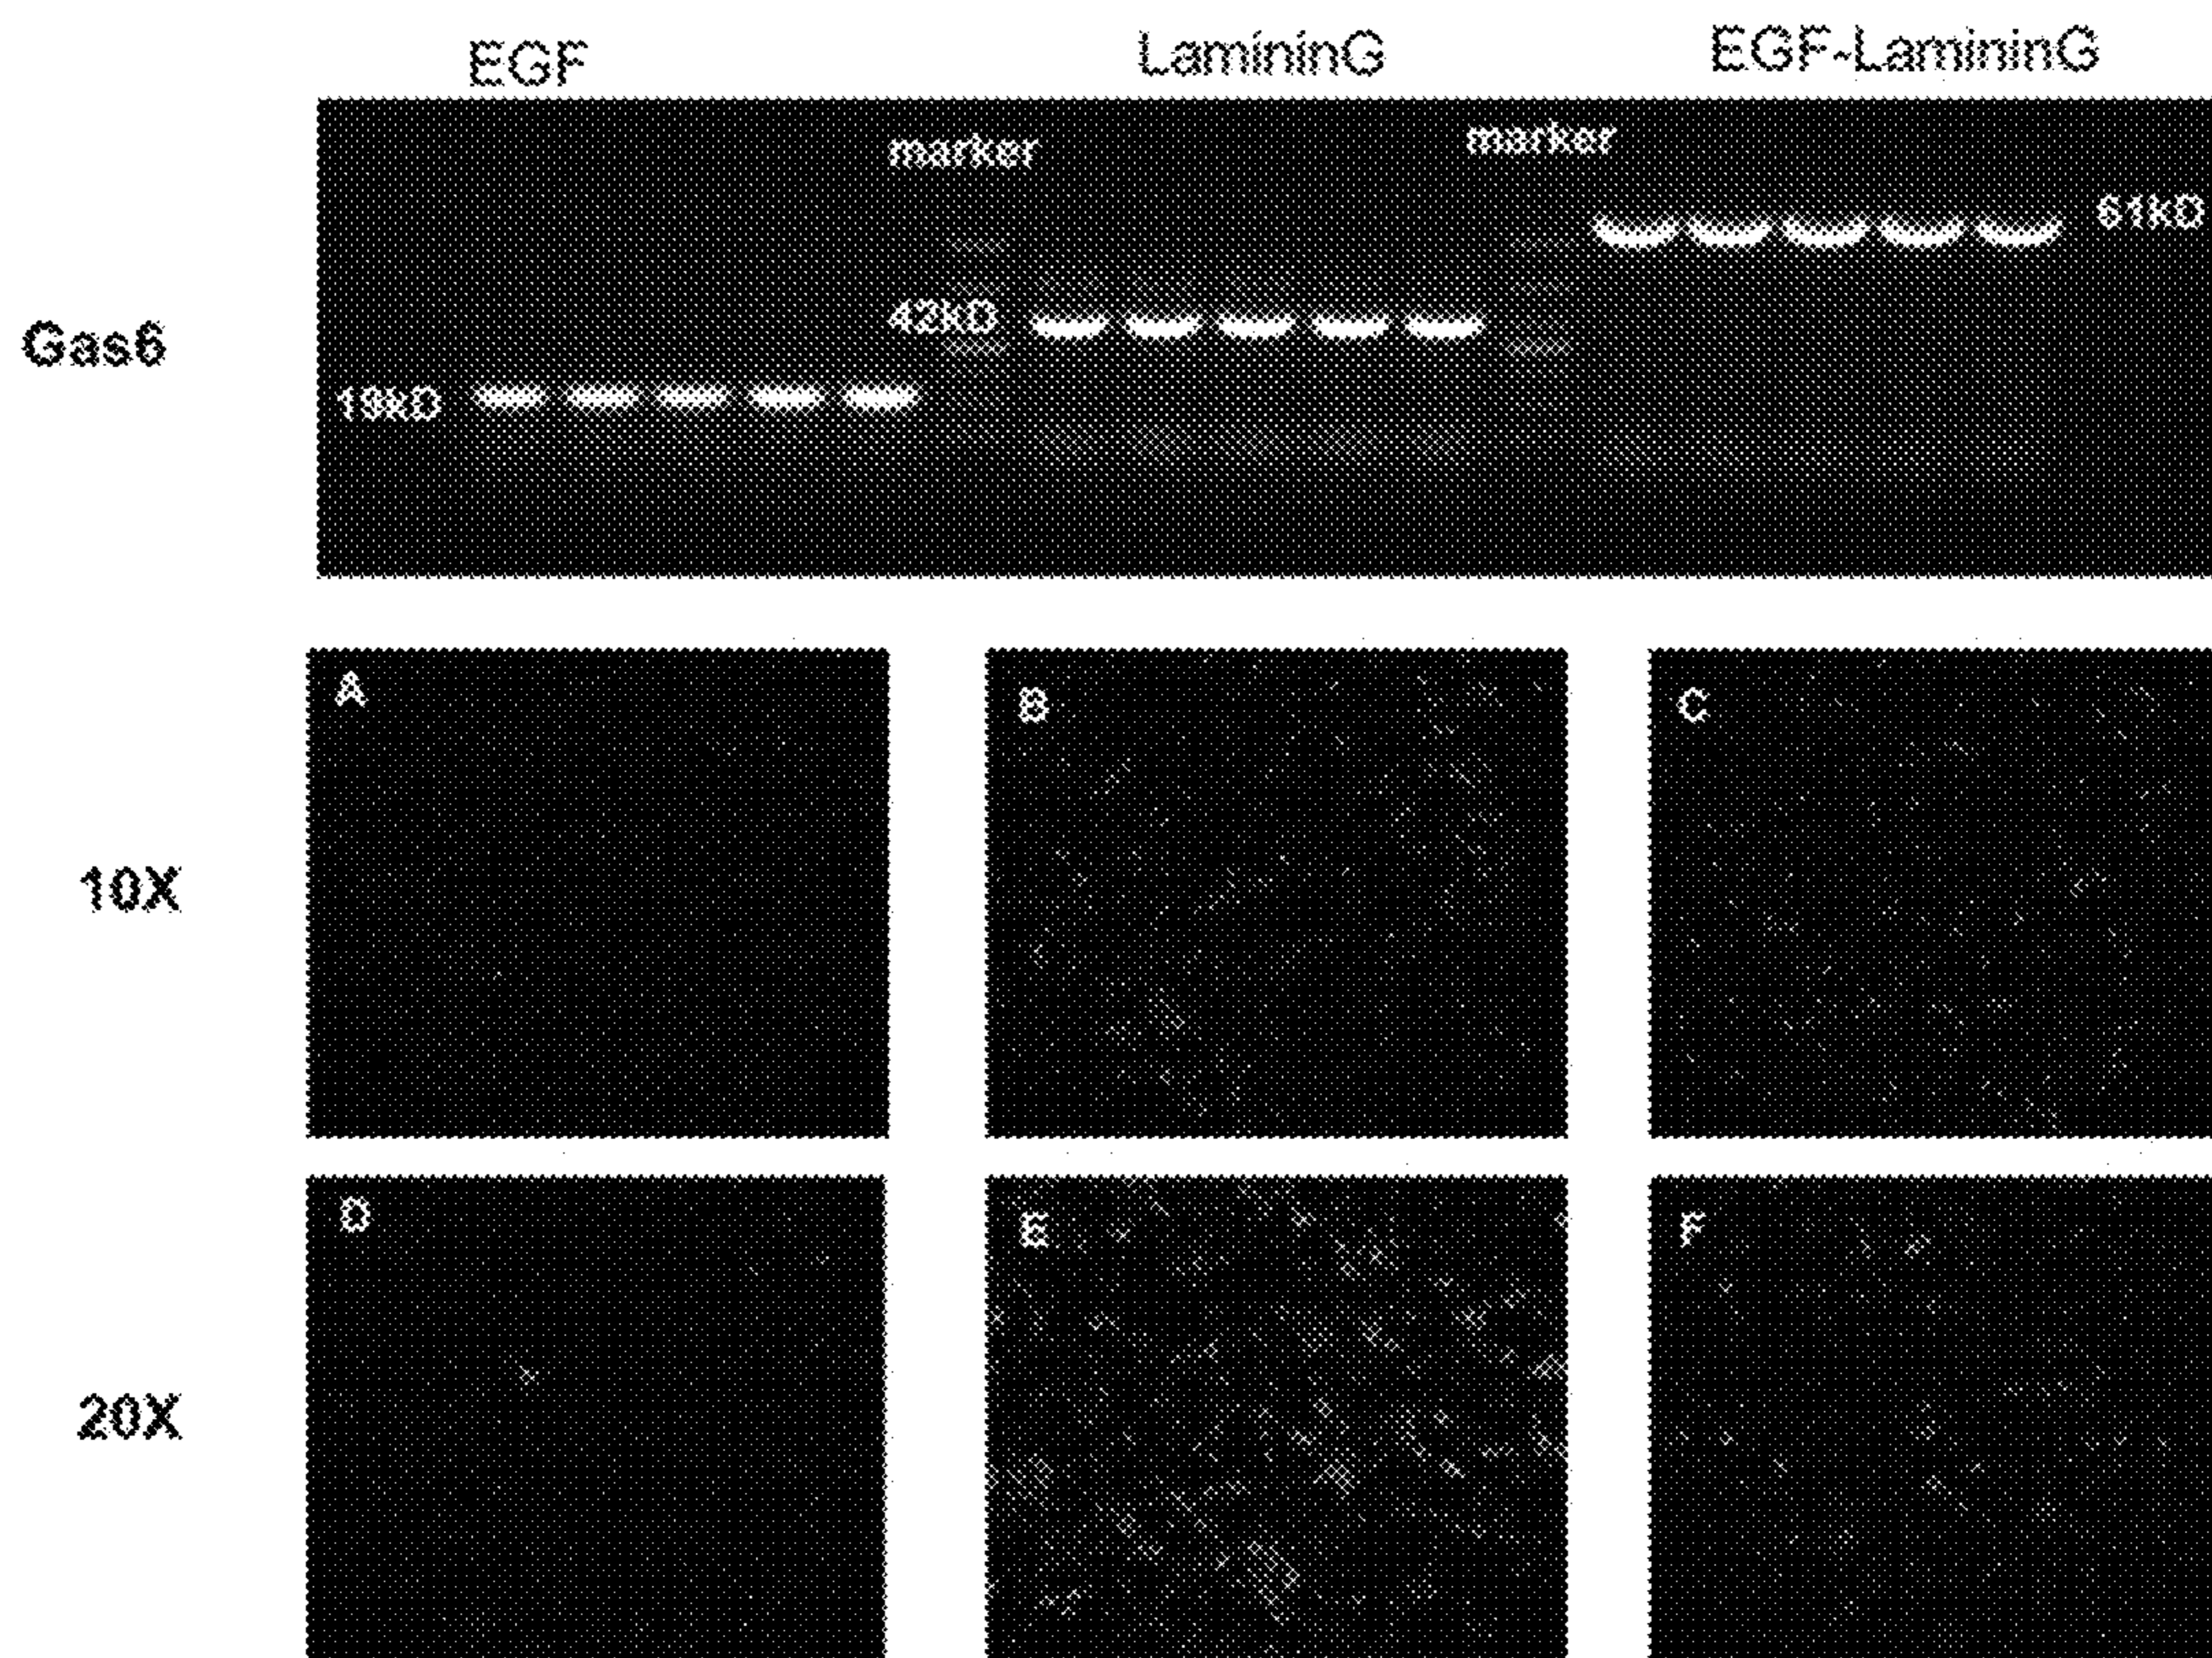 EGF LamininG EGF-LamininG
marker marker
61kD
42kD
Gas6
19kD
A B C
10X
D E F
20X